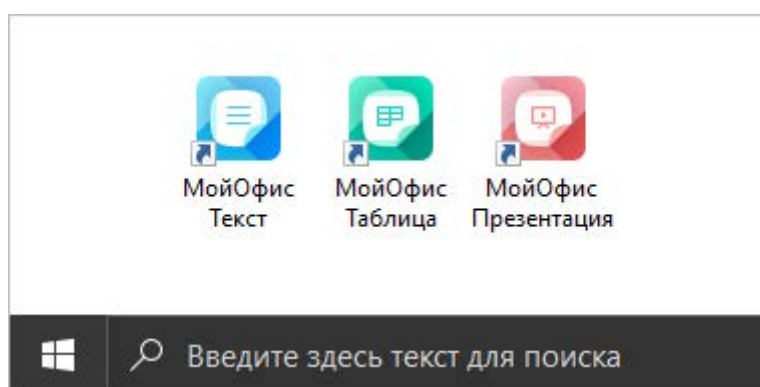 МойОфис
Текст
МойОфис
Таблица
МойОфис
Презентация
Введите здесь текст для поиска